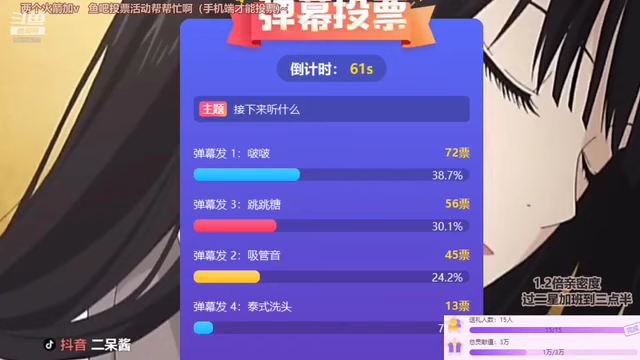 两个火箭加v 鱼吧投票活动帮帮忙啊（手机端才能投票）
斗鱼
弹幕投票
倒计时： 61s
主题 接下来听什么
弹幕发 1：啵啵 72票
38.7%
弹幕发 3：跳跳糖 56票
30.1%
弹幕发 2：吸管音 45票
24.2%
弹幕发 4：泰式洗头 13票
7
1.2倍亲密度
过二星加班到三点半
送礼人数：15人
总贡献值：3万
1万/3万
抖音 二呆酱